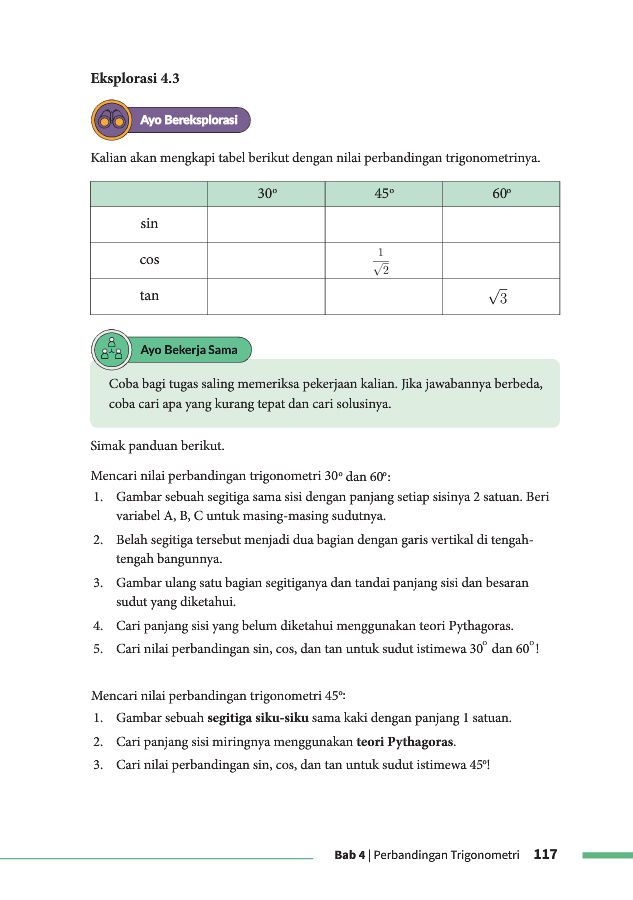 Eksplorasi 4.3
Ayo Bereksplorasi
Kalian akan mengkapi tabel berikut dengan nilai perbandingan trigonometrinya.
30° 45° 60°
sin
cos 1/√2
tan √3
Ayo Bekerja Sama
Coba bagi tugas saling memeriksa pekerjaan kalian. Jika jawabannya berbeda,
coba cari apa yang kurang tepat dan cari solusinya.
Simak panduan berikut.
Mencari nilai perbandingan trigonometri 30° dan 60°:
1. Gambar sebuah segitiga sama sisi dengan panjang setiap sisinya 2 satuan. Beri
variabel A, B, C untuk masing-masing sudutnya.
2. Belah segitiga tersebut menjadi dua bagian dengan garis vertikal di tengah-
tengah bangunnya.
3. Gambar ulang satu bagian segitiganya dan tandai panjang sisi dan besaran
sudut yang diketahui.
4. Cari panjang sisi yang belum diketahui menggunakan teori Pythagoras.
5. Cari nilai perbandingan sin, cos, dan tan untuk sudut istimewa 30° dan 60°!
Mencari nilai perbandingan trigonometri 45°:
1. Gambar sebuah segitiga siku-siku sama kaki dengan panjang 1 satuan.
2. Cari panjang sisi miringnya menggunakan teori Pythagoras.
3. Cari nilai perbandingan sin, cos, dan tan untuk sudut istimewa 45°!
Bab 4 | Perbandingan Trigonometri 117